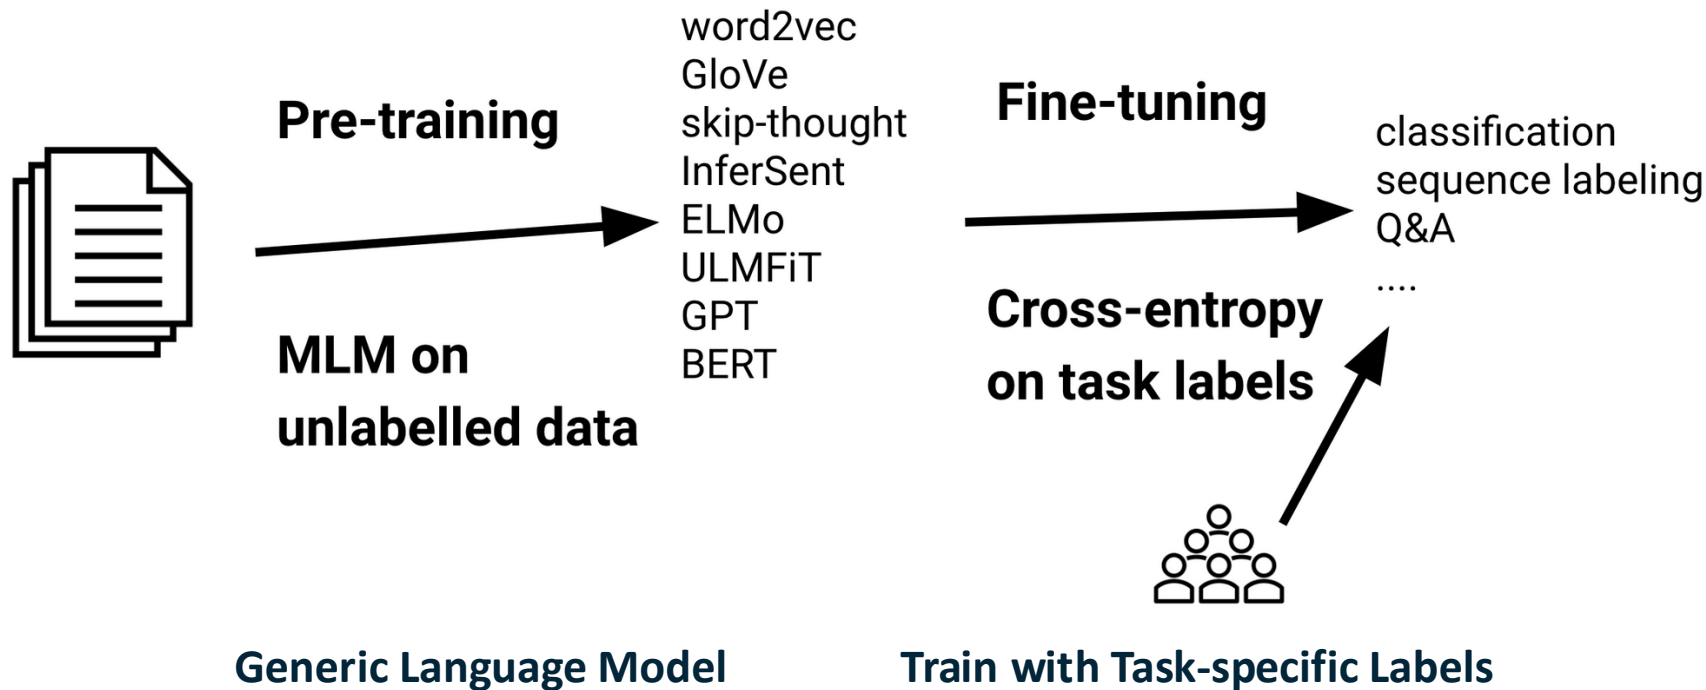 Pre-training
MLM on
unlabelled data
word2vec
GloVe
skip-thought
InferSent
ELMo
ULMFiT
GPT
BERT
Fine-tuning
Cross-entropy
on task labels
classification
sequence labeling
Q&A
....
Generic Language Model
Train with Task-specific Labels